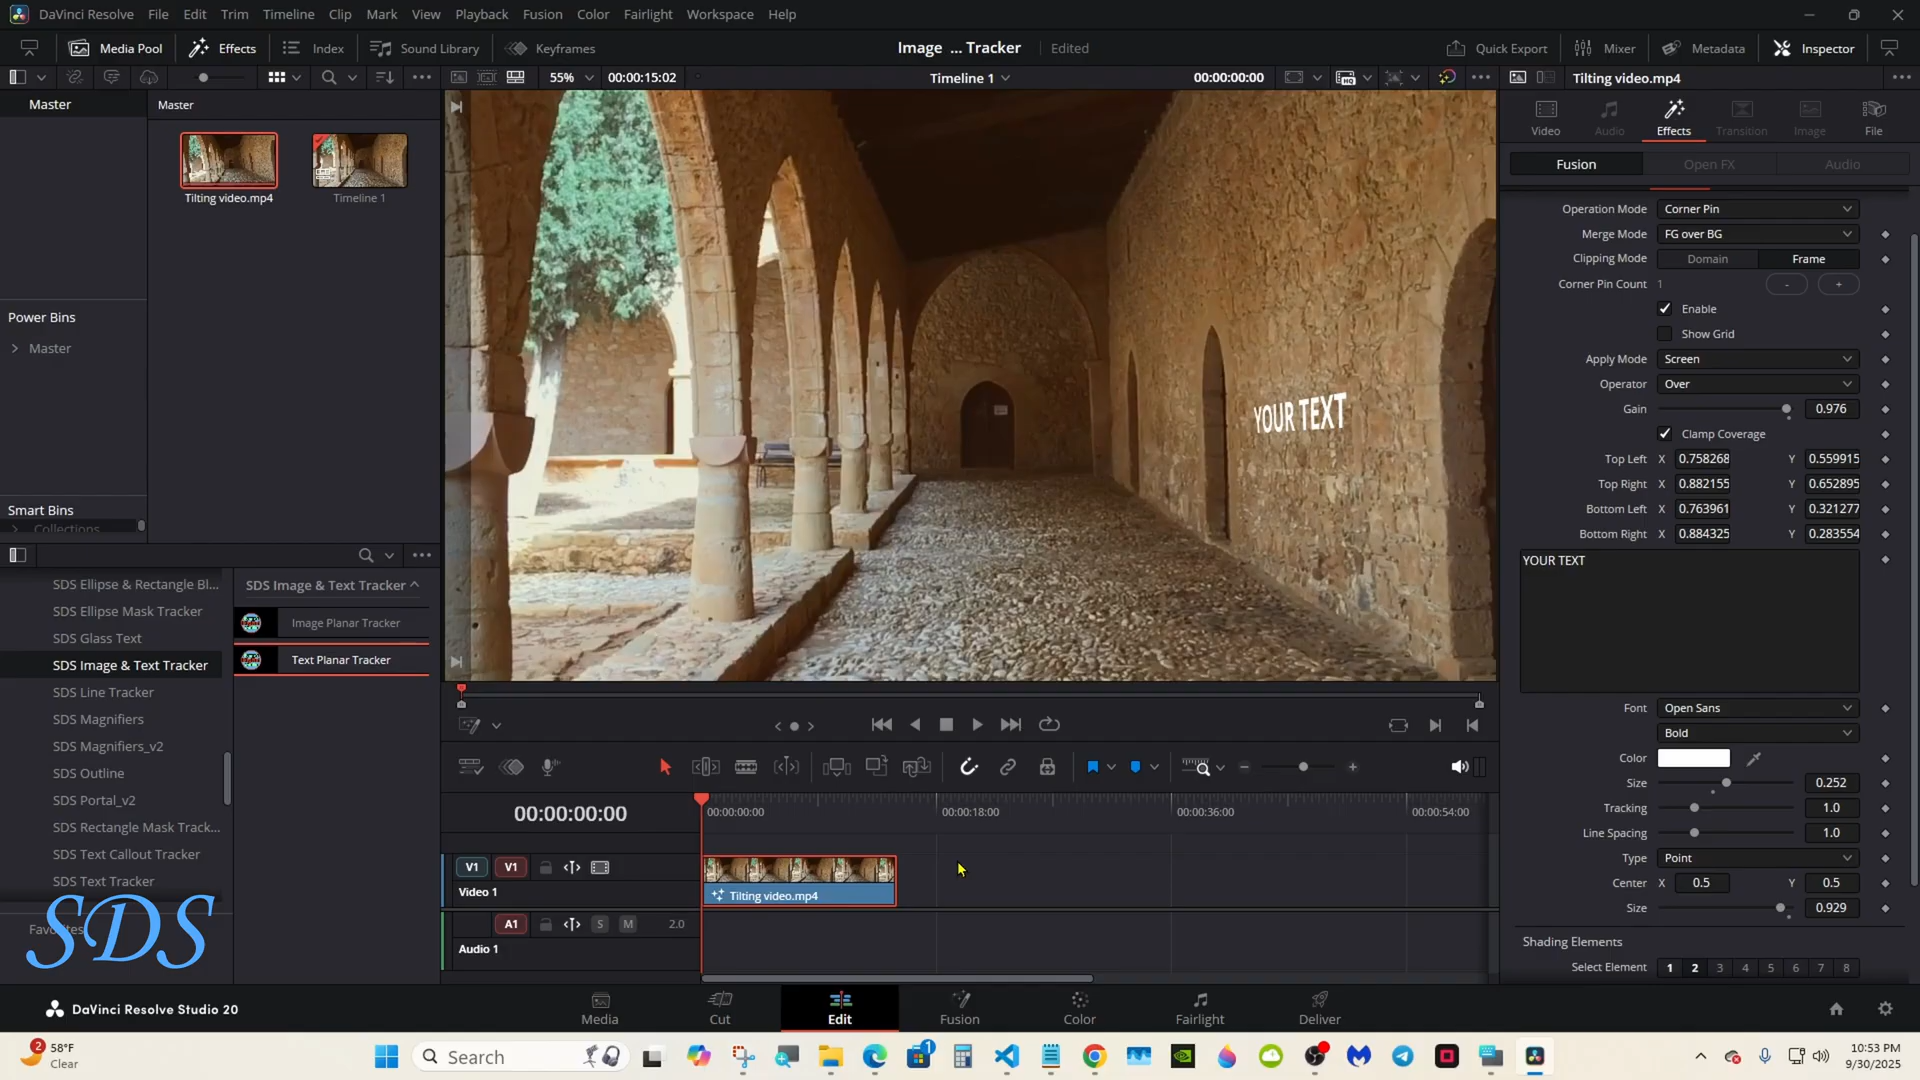 DaVinci Resolve File Edit Trim Timeline Clip Mark View Playback Fusion Color Fairlight Workspace Help
Media Pool Effects Index Sound Library Keyframes Image ... Tracker Edited Quick Export Mixer Metadata Inspector
55% 00:00:15:02 Timeline 1 00:00:00:00 Tilting video.mp4
Master Master
Tilting video.mp4 Timeline 1
Power Bins
Master
Smart Bins
Collections
SDS Ellipse & Rectangle Bl...
SDS Ellipse Mask Tracker
SDS Glass Text
SDS Image & Text Tracker
SDS Line Tracker
SDS Magnifiers
SDS Magnifiers_v2
SDS Outline
SDS Portal_v2
SDS Rectangle Mask Track...
SDS Text Callout Tracker
SDS Text Tracker
SDS
SDS Image & Text Tracker
Image Planar Tracker
Text Planar Tracker
YOUR TEXT
00:00:00:00 00:00:00:00 00:00:18:00 00:00:36:00 00:00:54:00
V1 V1
Video 1
Tilting video.mp4
A1 S M 2.0
Audio 1
Video Audio Effects Transition Image File
Fusion Open FX Audio
Operation Mode Corner Pin
Merge Mode FG over BG
Clipping Mode Domain Frame
Corner Pin Count 1 - +
Enable
Show Grid
Apply Mode Screen
Operator Over
Gain 0.976
Clamp Coverage
Top Left X 0.758268 Y 0.559915
Top Right X 0.882155 Y 0.652895
Bottom Left X 0.763961 Y 0.321277
Bottom Right X 0.884325 Y 0.283554
YOUR TEXT
Font Open Sans
Bold
Color
Size 0.252
Tracking 1.0
Line Spacing 1.0
Type Point
Center X 0.5 Y 0.5
Size 0.929
Shading Elements
Select Element 1 2 3 4 5 6 7 8
DaVinci Resolve Studio 20 Media Cut Edit Fusion Color Fairlight Deliver
2 58°F
Clear
Search
1
10:53 PM
9/30/2025